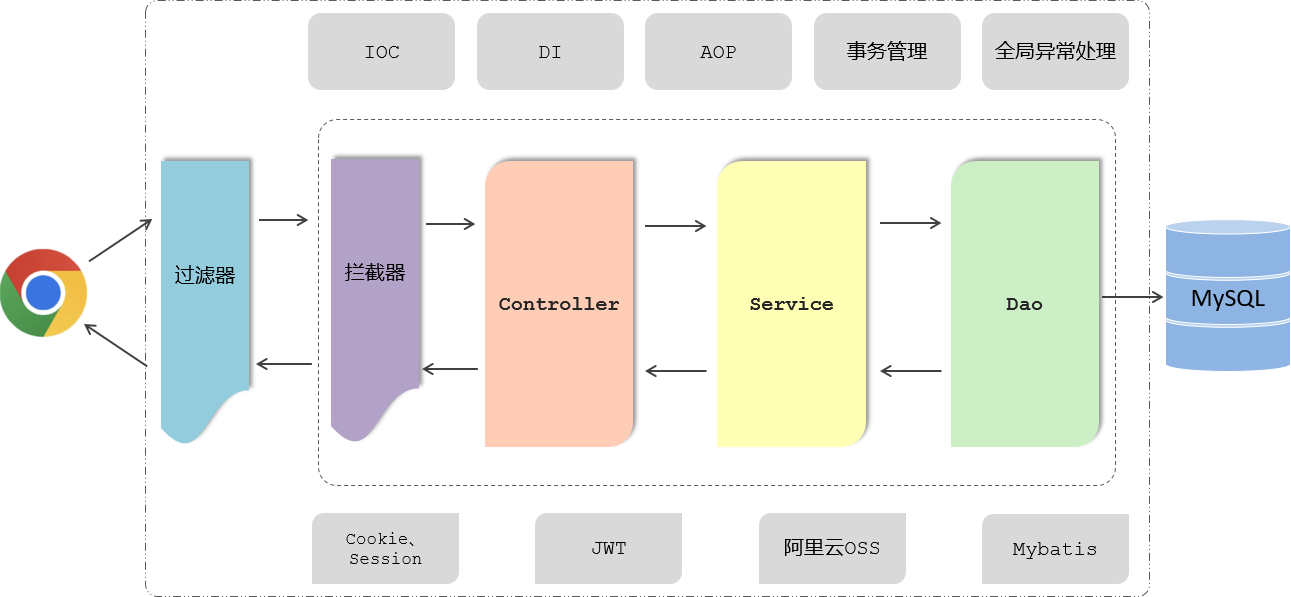 IOC
DI
AOP
事务管理
全局异常处理
过滤器
拦截器
Controller
Service
Dao
MySQL
Cookie、
Session
JWT
阿里云OSS
Mybatis